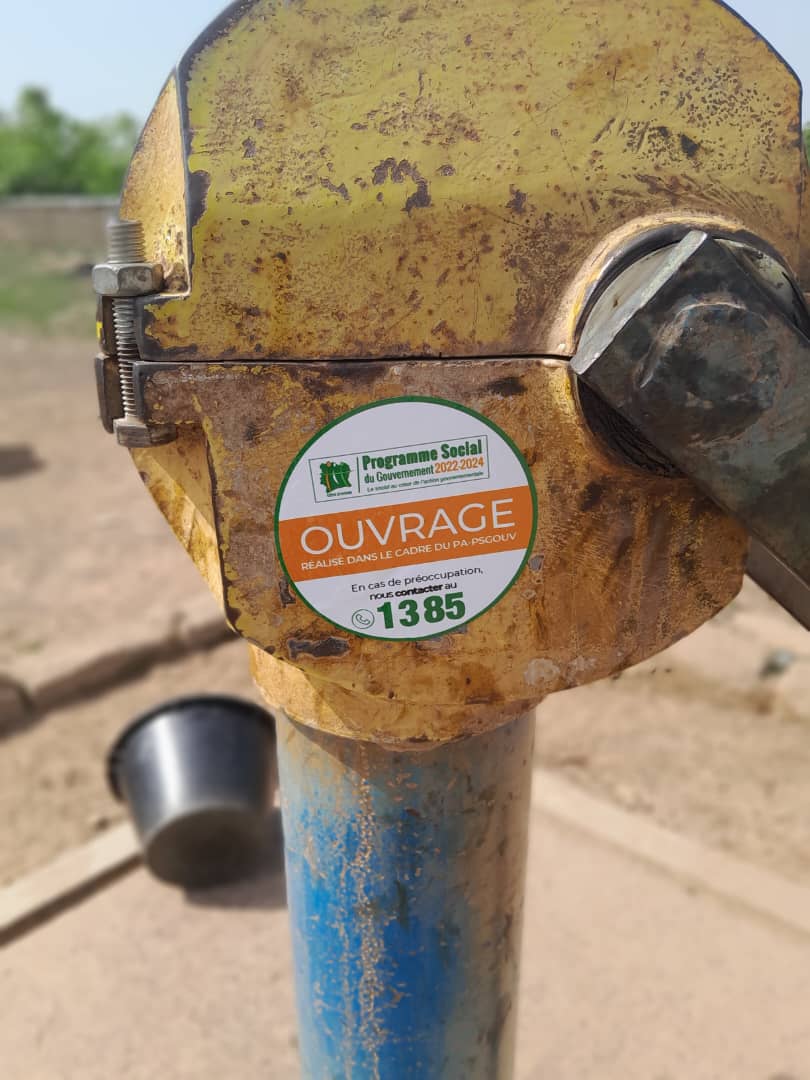 Programme Social
du Gouvernement 2022-2024
Le social au cœur de l'action gouvernementale
OUVRAGE
RÉALISÉ DANS LE CADRE DU PA-PSGOUV
En cas de préoccupation,
nous contacter au
1385